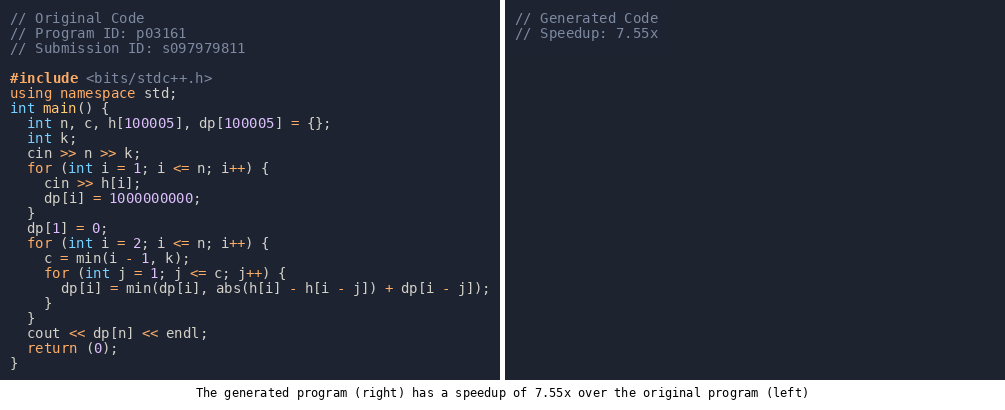 // Original Code
// Program ID: p03161
// Submission ID: s097979811

#include <bits/stdc++.h>
using namespace std;
int main() {
  int n, c, h[100005], dp[100005] = {};
  int k;
  cin >> n >> k;
  for (int i = 1; i <= n; i++) {
    cin >> h[i];
    dp[i] = 1000000000;
  }
  dp[1] = 0;
  for (int i = 2; i <= n; i++) {
    c = min(i - 1, k);
    for (int j = 1; j <= c; j++) {
      dp[i] = min(dp[i], abs(h[i] - h[i - j]) + dp[i - j]);
    }
  }
  cout << dp[n] << endl;
  return (0);
}
// Generated Code
// Speedup: 7.55x
The generated program (right) has a speedup of 7.55x over the original program (left)